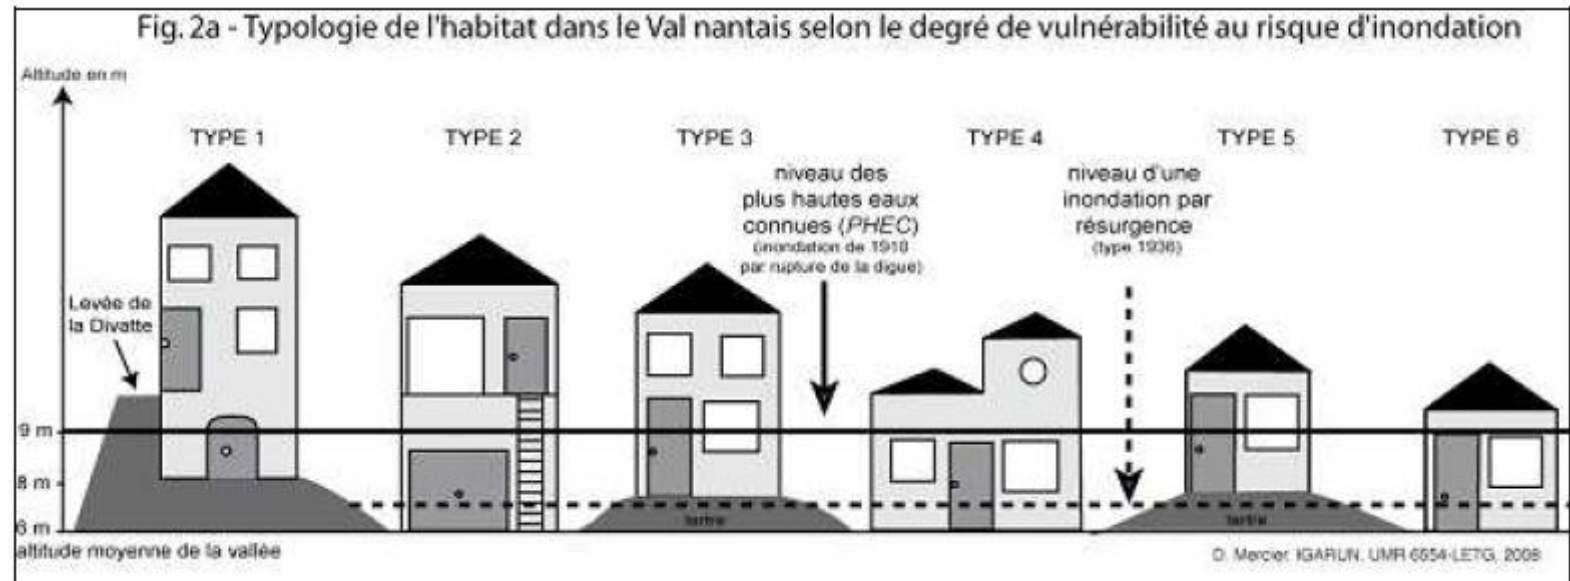 Fig. 2a - Typologie de l'habitat dans le Val nantais selon le degré de vulnérabilité au risque d'inondation
Altitude en m
TYPE 1
TYPE 2
TYPE 3
TYPE 4
TYPE 5
TYPE 6
niveau des
plus hautes eaux
connues (PHEC)
(inondation de 1910
par rupture de la digue)
niveau d'une
inondation par
résurgence
(type 1936)
Levée de
la Divatte
9 m
8 m
6 m
tertre
tertre
altitude moyenne de la vallée
D. Mercier, IGARUN, UMR 6554-LETG, 2008